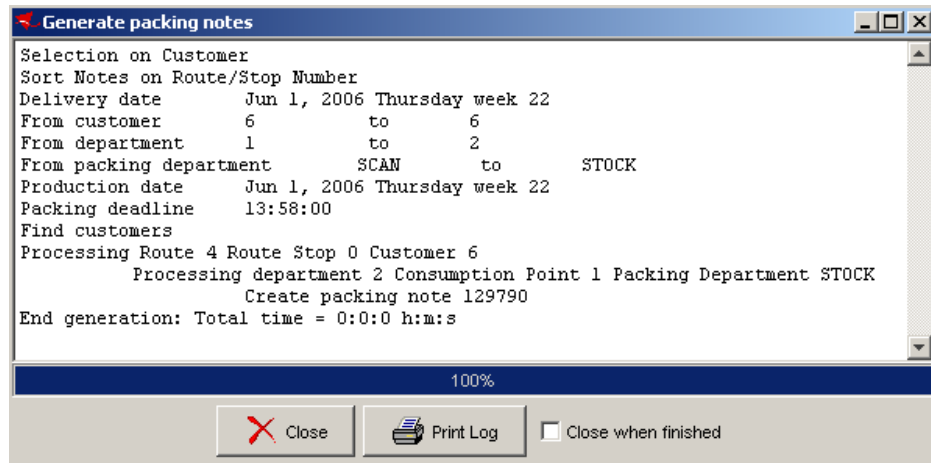 Generate packing notes
Selection on Customer
Sort Notes on Route/Stop Number
Delivery date Jun 1, 2006 Thursday week 22
From customer 6 to 6
From department 1 to 2
From packing department SCAN to STOCK
Production date Jun 1, 2006 Thursday week 22
Packing deadline 13:58:00
Find customers
Processing Route 4 Route Stop 0 Customer 6
Processing department 2 Consumption Point 1 Packing Department STOCK
Create packing note 129790
End generation: Total time = 0:0:0 h:m:s
100%
Close Print Log Close when finished